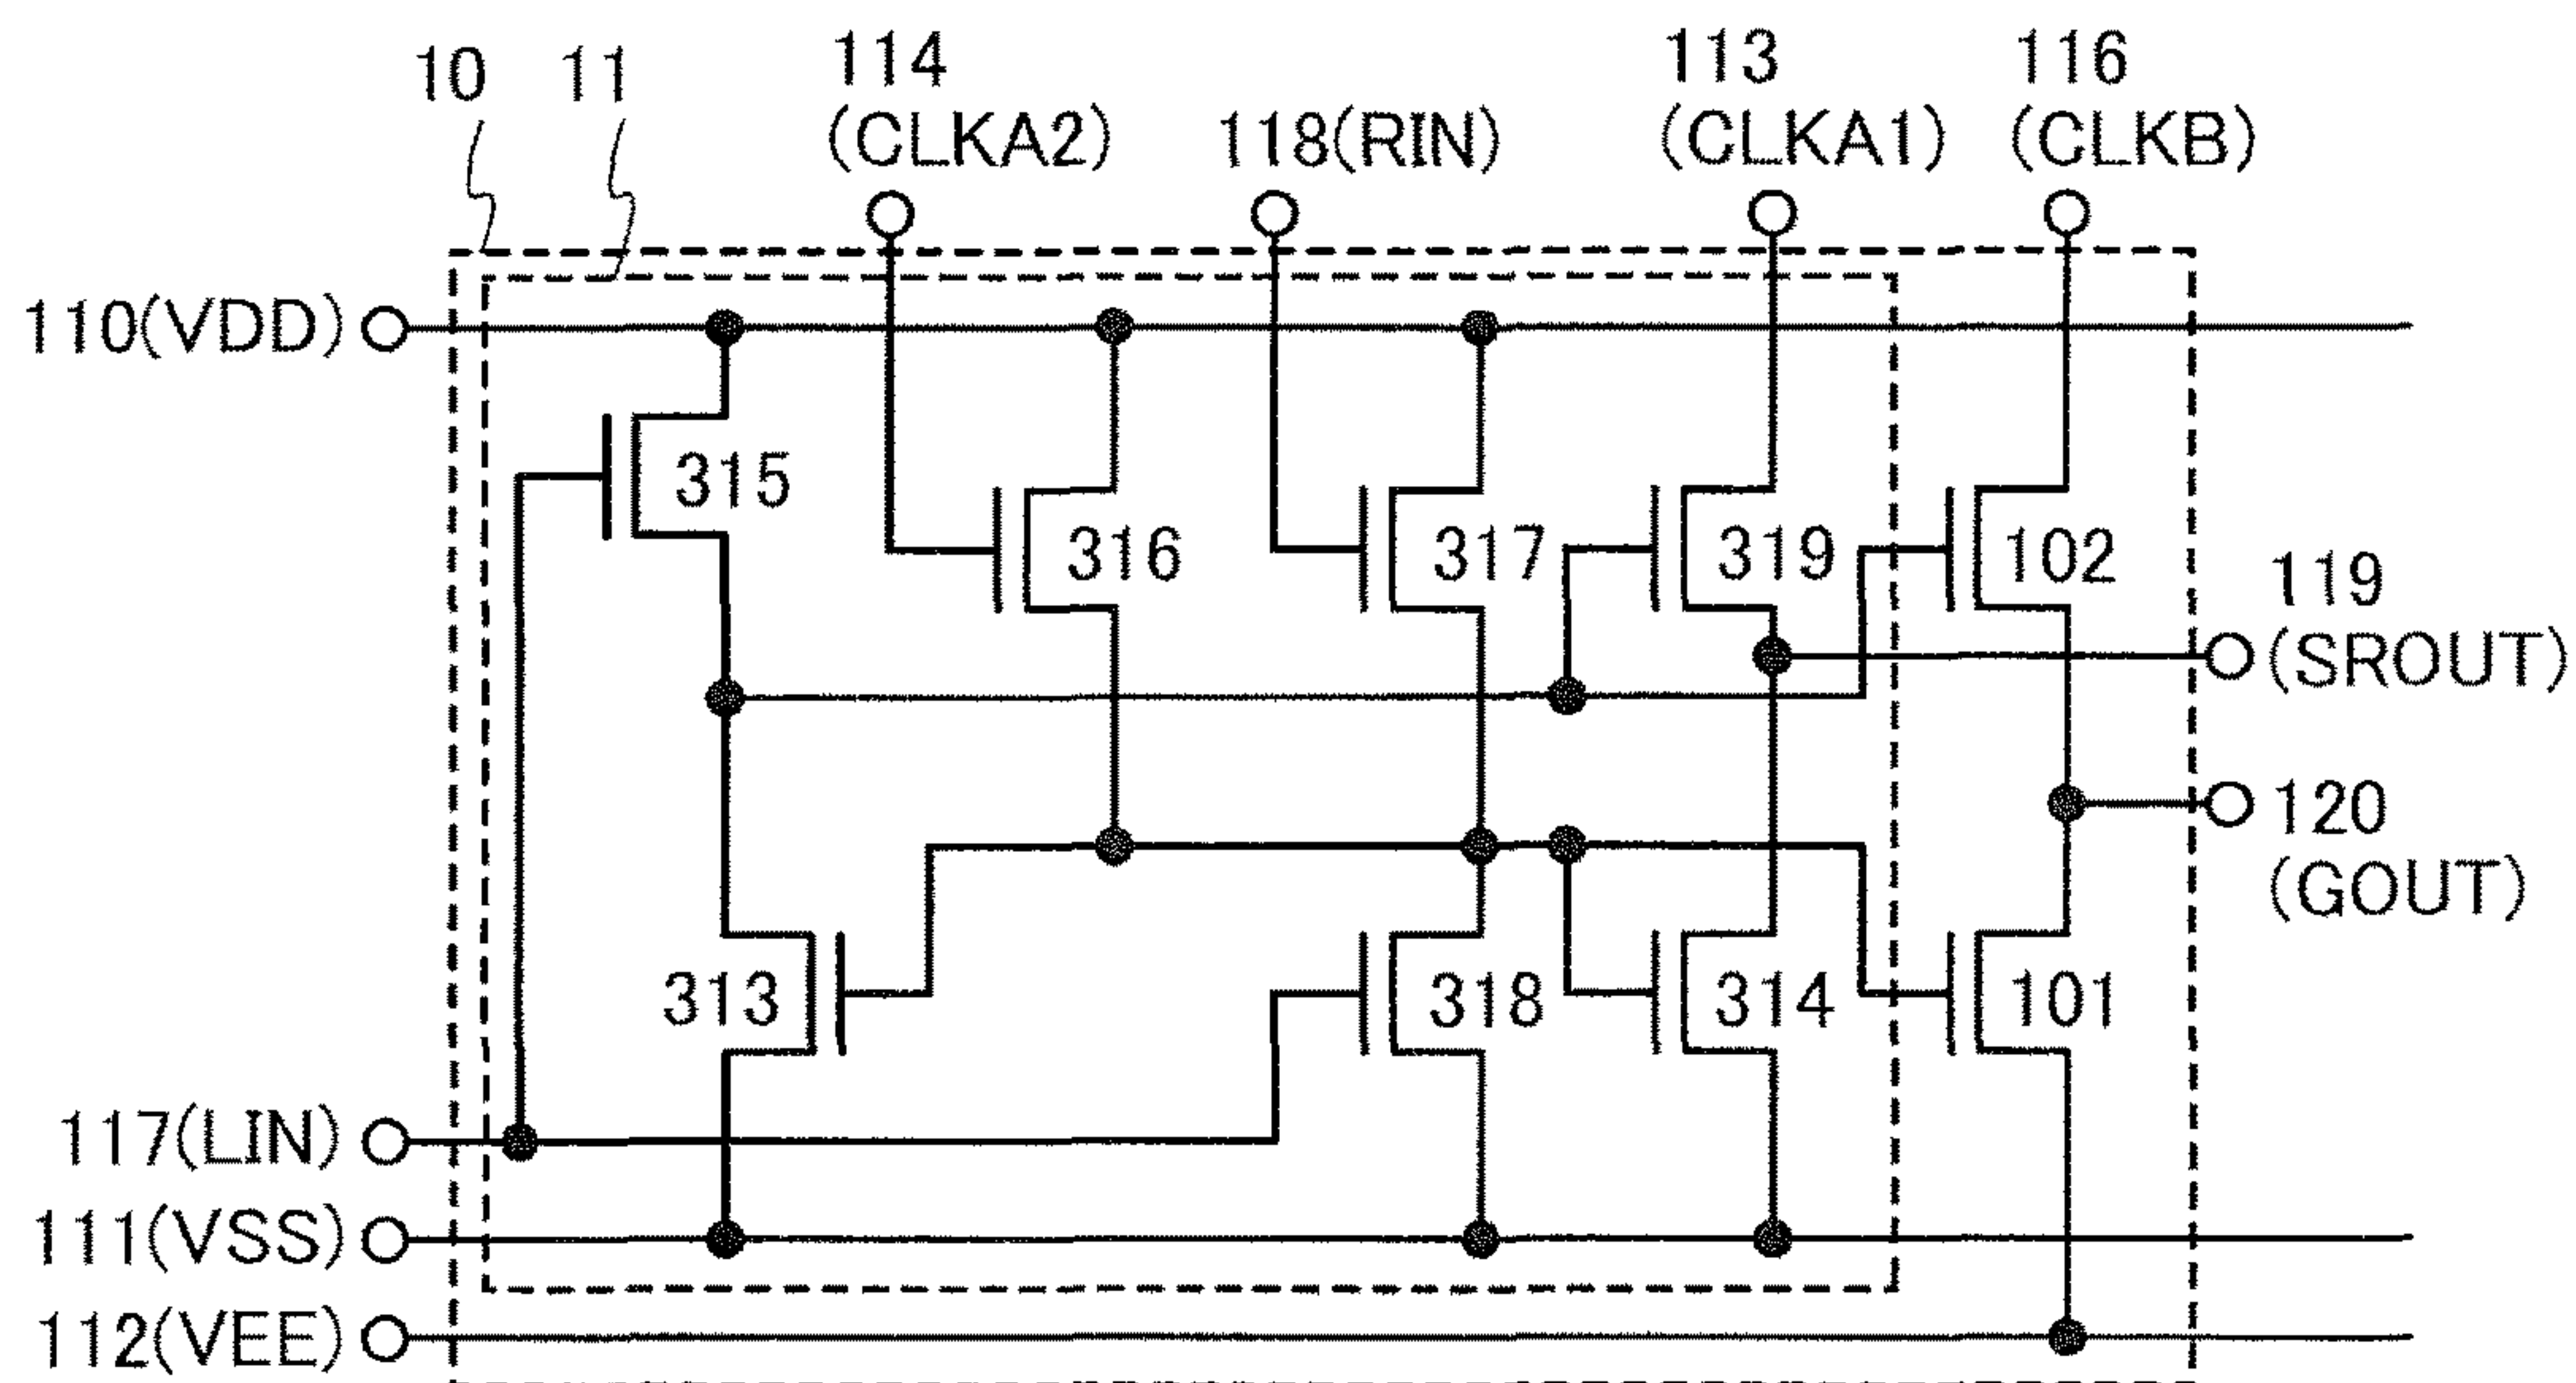 10
11
114
(CLKA2)
118(RIN)
113
(CLKA1)
116
(CLKB)
110(VDD)
315
316
317
319
102
119
(SROUT)
120
(GOUT)
313
318
314
101
117(LIN)
111(VSS)
112(VEE)